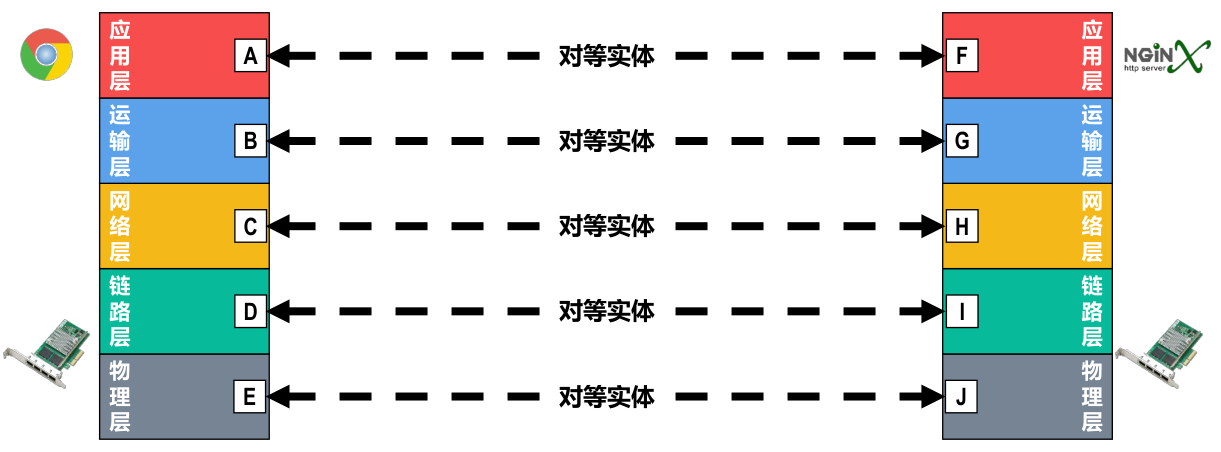 应用层
A
对等实体
F
应用层
NGiNX
http server
运输层
B
对等实体
G
运输层
网络层
C
对等实体
H
网络层
链路层
D
对等实体
I
链路层
物理层
E
对等实体
J
物理层